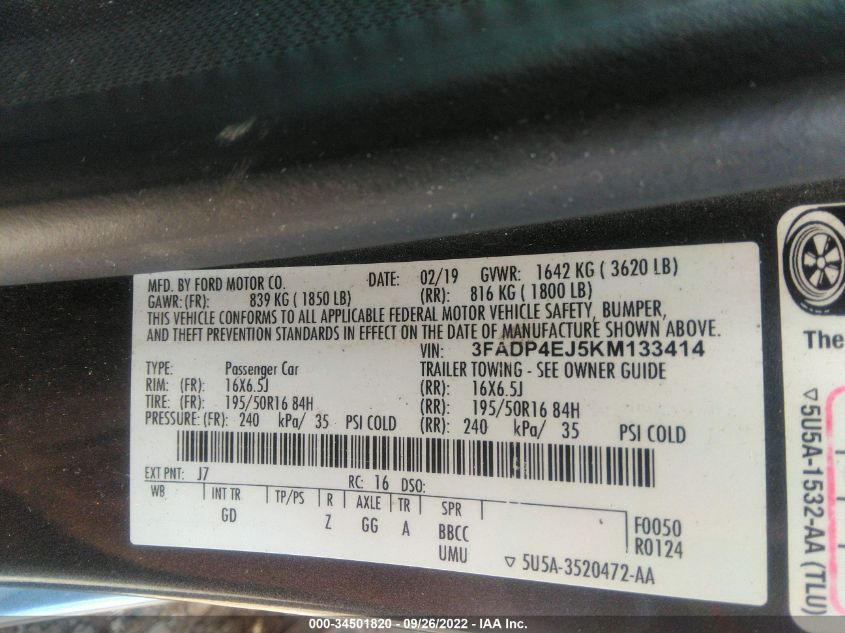 MFD. BY FORD MOTOR CO. DATE: 02/19 GVWR: 1642 KG ( 3620 LB)
GAWR: (FR): 839 KG ( 1850 LB) (RR): 816 KG ( 1800 LB)
THIS VEHICLE CONFORMS TO ALL APPLICABLE FEDERAL MOTOR VEHICLE SAFETY, BUMPER,
AND THEFT PREVENTION STANDARDS IN EFFECT ON THE DATE OF MANUFACTURE SHOWN ABOVE.
VIN: 3FADP4EJ5KM133414
TYPE: Passenger Car TRAILER TOWING - SEE OWNER GUIDE
RIM: (FR): 16X6.5J (RR): 16X6.5J
TIRE: (FR): 195/50R16 84H (RR): 195/50R16 84H
PRESSURE: (FR): 240 kPa/ 35 PSI COLD (RR): 240 kPa/ 35 PSI COLD
EXT PNT: J7 RC: 16 DSO:
WB INT TR TP/PS R AXLE TR SPR
GD Z GG A BBCC
UMU
F0050
R0124
▽ 5U5A-3520472-AA
The
▽ 5U5A-1532-AA (TLU)
000-34501820 - 09/26/2022 - IAA Inc.